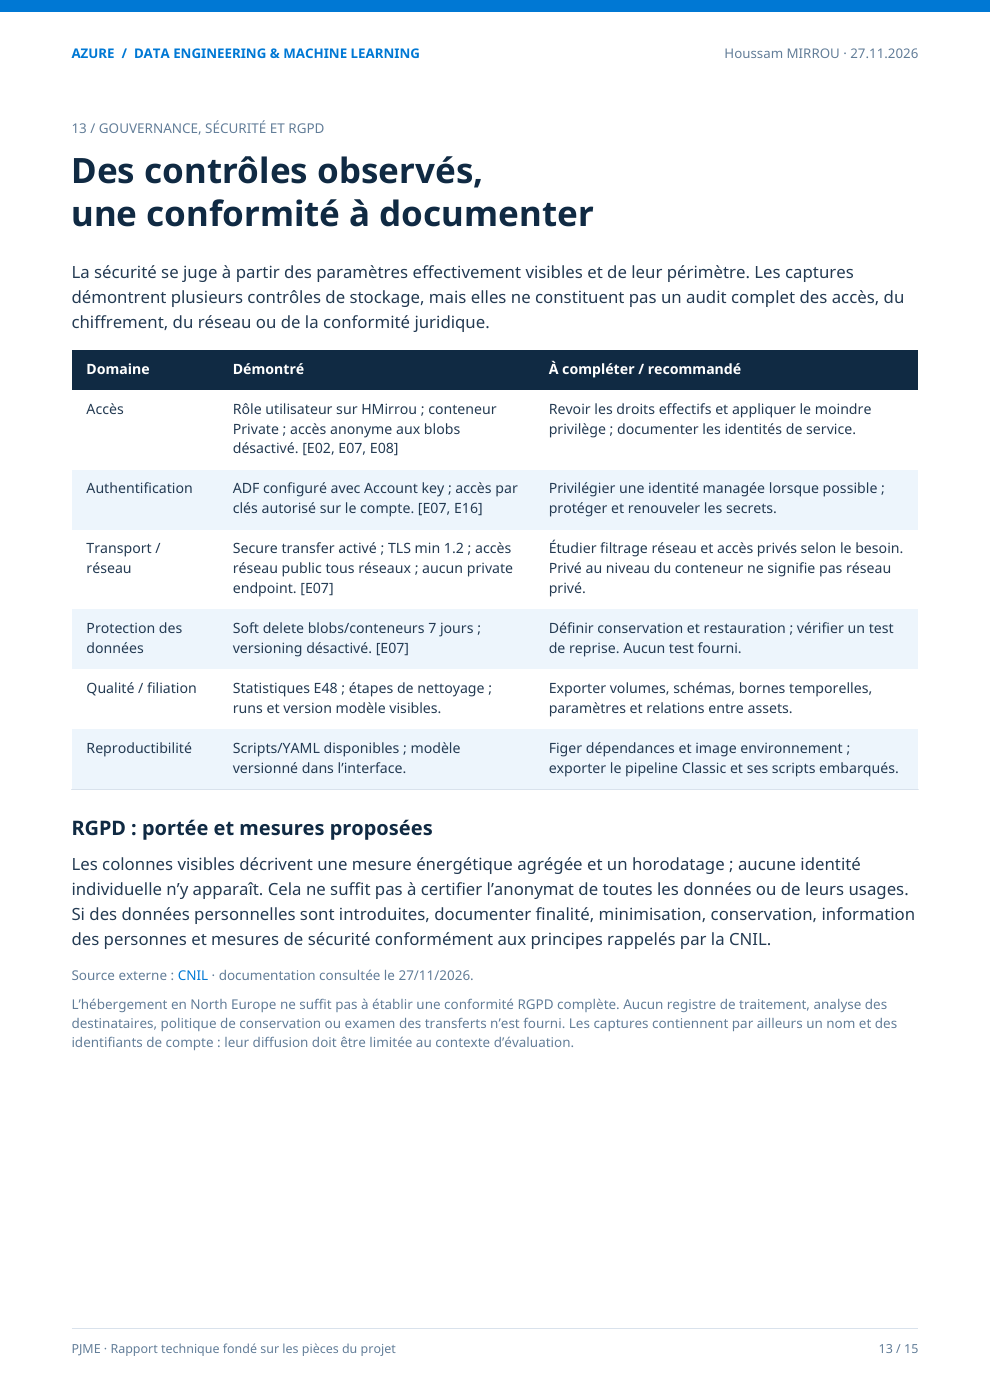 AZURE / DATA ENGINEERING & MACHINE LEARNING
Houssam MIRROU · 27.11.2026
13 / GOUVERNANCE, SÉCURITÉ ET RGPD
Des contrôles observés,
une conformité à documenter
La sécurité se juge à partir des paramètres effectivement visibles et de leur périmètre. Les captures
démontrent plusieurs contrôles de stockage, mais elles ne constituent pas un audit complet des accès, du
chiffrement, du réseau ou de la conformité juridique.
Domaine
Démontré
À compléter / recommandé
Accès
Rôle utilisateur sur HMirrou ; conteneur
Private ; accès anonyme aux blobs
désactivé. [E02, E07, E08]
Revoir les droits effectifs et appliquer le moindre
privilège ; documenter les identités de service.
Authentification
ADF configuré avec Account key ; accès par
clés autorisé sur le compte. [E07, E16]
Privilégier une identité managée lorsque possible ;
protéger et renouveler les secrets.
Transport /
réseau
Secure transfer activé ; TLS min 1.2 ; accès
réseau public tous réseaux ; aucun private
endpoint. [E07]
Étudier filtrage réseau et accès privés selon le besoin.
Privé au niveau du conteneur ne signifie pas réseau
privé.
Protection des
données
Soft delete blobs/conteneurs 7 jours ;
versioning désactivé. [E07]
Définir conservation et restauration ; vérifier un test
de reprise. Aucun test fourni.
Qualité / filiation
Statistiques E48 ; étapes de nettoyage ;
runs et version modèle visibles.
Exporter volumes, schémas, bornes temporelles,
paramètres et relations entre assets.
Reproductibilité
Scripts/YAML disponibles ; modèle
versionné dans l’interface.
Figer dépendances et image environnement ;
exporter le pipeline Classic et ses scripts embarqués.
RGPD : portée et mesures proposées
Les colonnes visibles décrivent une mesure énergétique agrégée et un horodatage ; aucune identité
individuelle n’y apparaît. Cela ne suffit pas à certifier l’anonymat de toutes les données ou de leurs usages.
Si des données personnelles sont introduites, documenter finalité, minimisation, conservation, information
des personnes et mesures de sécurité conformément aux principes rappelés par la CNIL.
Source externe : CNIL · documentation consultée le 27/11/2026.
L’hébergement en North Europe ne suffit pas à établir une conformité RGPD complète. Aucun registre de traitement, analyse des
destinataires, politique de conservation ou examen des transferts n’est fourni. Les captures contiennent par ailleurs un nom et des
identifiants de compte : leur diffusion doit être limitée au contexte d’évaluation.
PJME · Rapport technique fondé sur les pièces du projet
13 / 15